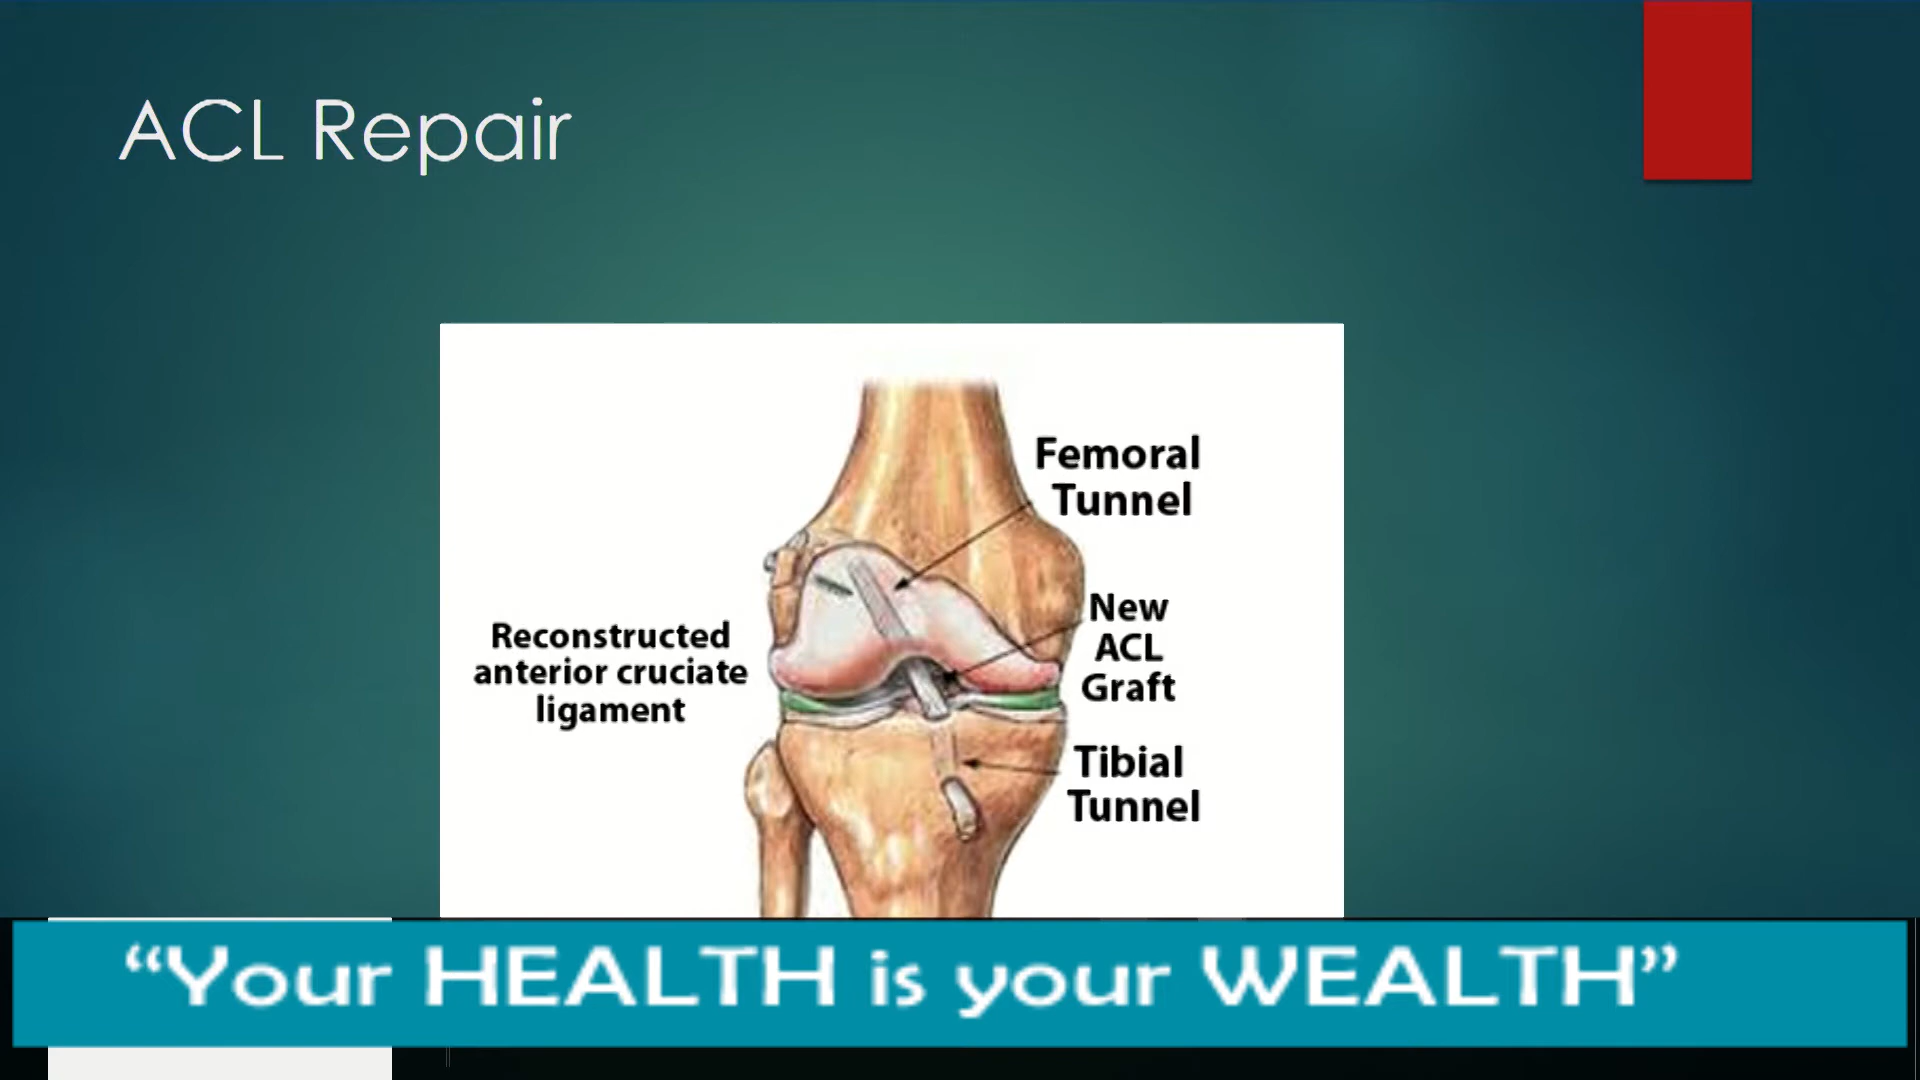 ACL Repair
Femoral
Tunnel
New
ACL
Graft
Reconstructed
anterior cruciate
ligament
Tibial
Tunnel
“Your HEALTH is your WEALTH”